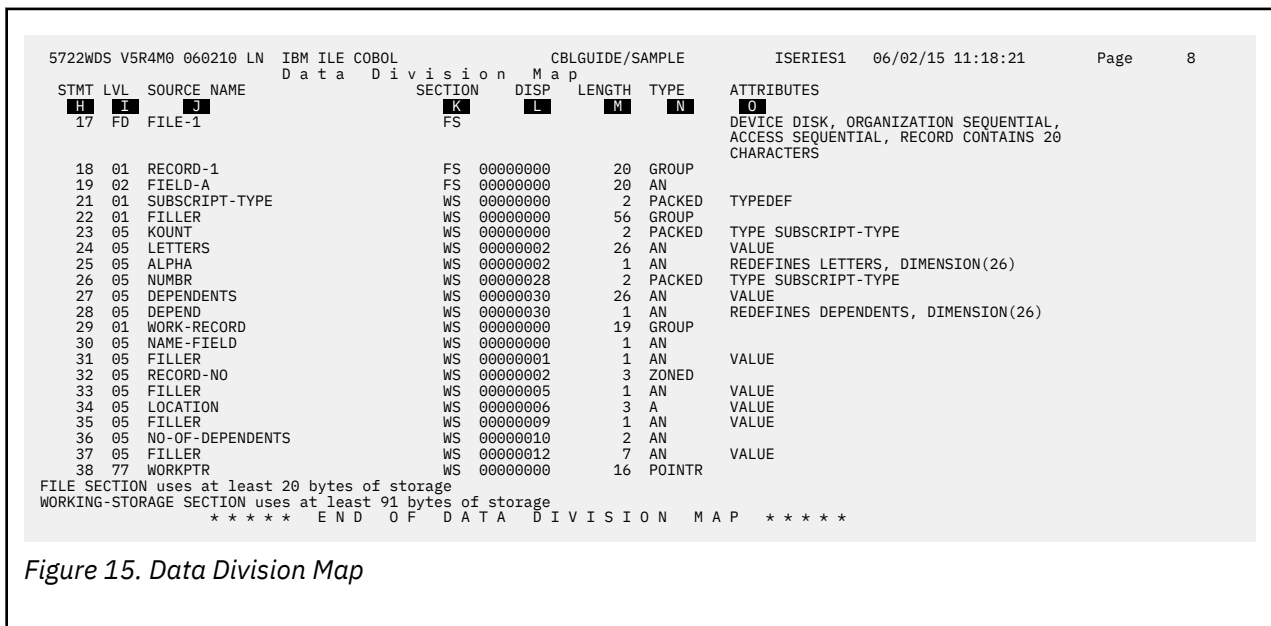 5722WDS V5R4M0 060210 LN IBM ILE COBOL CBLGUIDE/SAMPLE ISERIES1 06/02/15 11:18:21 Page 8
D a t a D i v i s i o n M a p
STMT LVL SOURCE NAME SECTION DISP LENGTH TYPE ATTRIBUTES
H I J K L M N O
17 FD FILE-1 FS DEVICE DISK, ORGANIZATION SEQUENTIAL,
ACCESS SEQUENTIAL, RECORD CONTAINS 20
CHARACTERS
18 01 RECORD-1 FS 00000000 20 GROUP
19 02 FIELD-A FS 00000000 20 AN
21 01 SUBSCRIPT-TYPE WS 00000000 2 PACKED TYPEDEF
22 01 FILLER WS 00000000 56 GROUP
23 05 KOUNT WS 00000000 2 PACKED TYPE SUBSCRIPT-TYPE
24 05 LETTERS WS 00000002 26 AN VALUE
25 05 ALPHA WS 00000002 1 AN REDEFINES LETTERS, DIMENSION(26)
26 05 NUMBR WS 00000028 2 PACKED TYPE SUBSCRIPT-TYPE
27 05 DEPENDENTS WS 00000030 26 AN VALUE
28 05 DEPEND WS 00000030 1 AN REDEFINES DEPENDENTS, DIMENSION(26)
29 01 WORK-RECORD WS 00000000 19 GROUP
30 05 NAME-FIELD WS 00000000 1 AN
31 05 FILLER WS 00000001 1 AN VALUE
32 05 RECORD-NO WS 00000002 3 ZONED
33 05 FILLER WS 00000005 1 AN VALUE
34 05 LOCATION WS 00000006 3 A VALUE
35 05 FILLER WS 00000009 1 AN VALUE
36 05 NO-OF-DEPENDENTS WS 00000010 2 AN
37 05 FILLER WS 00000012 7 AN VALUE
38 77 WORKPTR WS 00000000 16 POINTR
FILE SECTION uses at least 20 bytes of storage
WORKING-STORAGE SECTION uses at least 91 bytes of storage
* * * * * E N D O F D A T A D I V I S I O N M A P * * * * *
Figure 15. Data Division Map